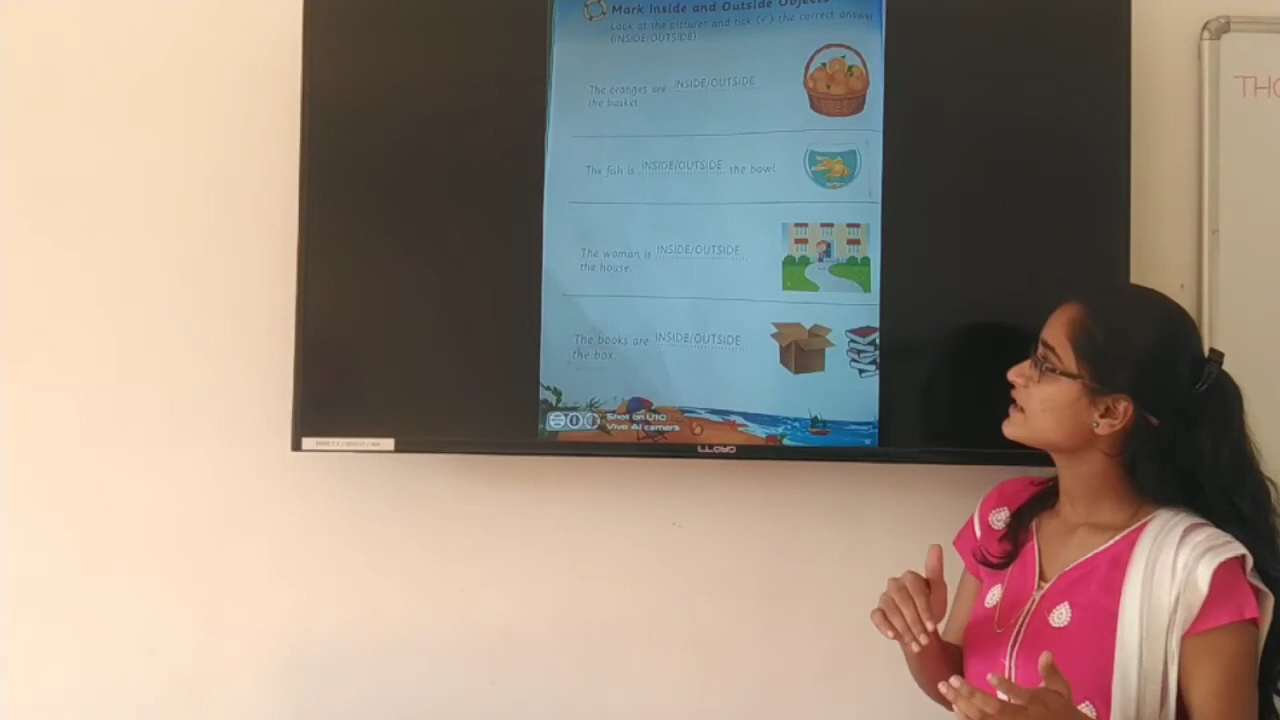 Mark Inside and Outside Objects
Look at the pictures and tick (✓) the correct answer
(INSIDE/OUTSIDE).
The oranges are INSIDE/OUTSIDE
the basket.
The fish is INSIDE/OUTSIDE the bowl.
The woman is INSIDE/OUTSIDE
the house.
The books are INSIDE/OUTSIDE
the box.
Shot on U10
Vivo AI camera
LLOYD